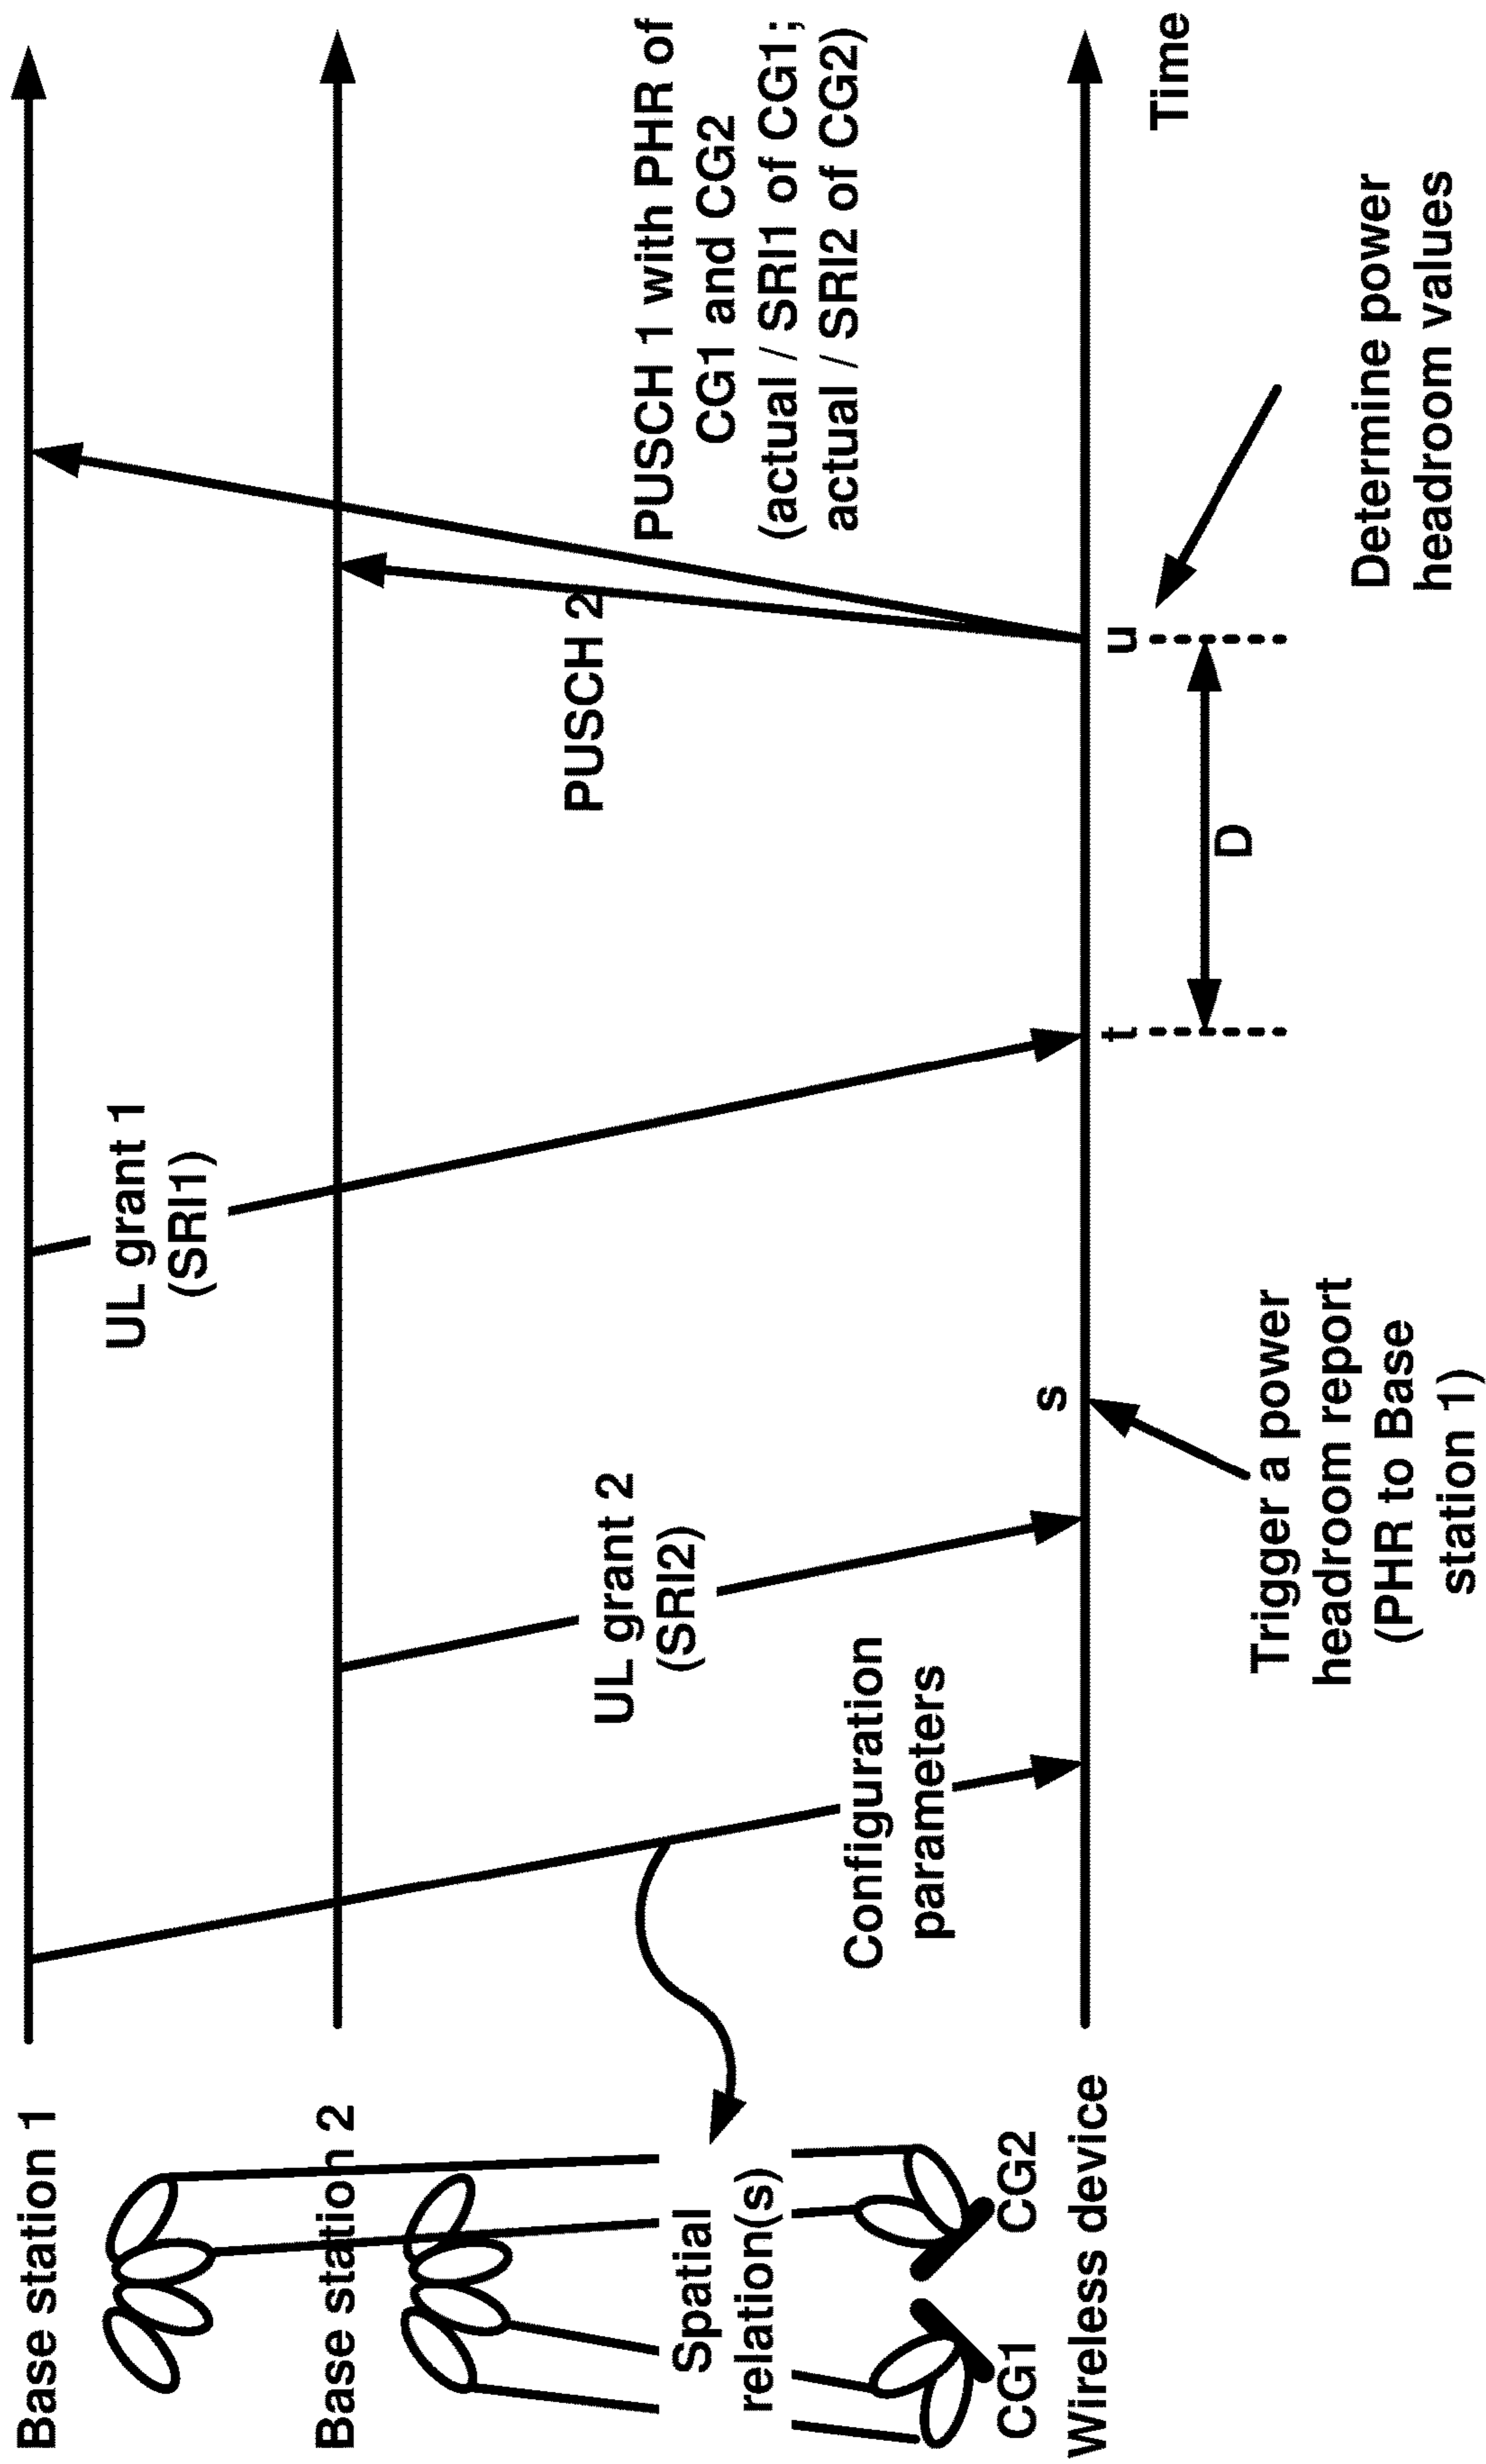 Base station 1
Base station 2
Spatial
relation(s)
CG1
CG2
Wireless device
Configuration
parameters
UL grant 2
(SRI2)
Trigger a power
headroom report
(PHR to Base
station 1)
s
UL grant 1
(SRI1)
t
D
u
PUSCH 2
PUSCH 1 with PHR of
CG1 and CG2
(actual / SRI1 of CG1;
actual / SRI2 of CG2)
Determine power
headroom values
Time